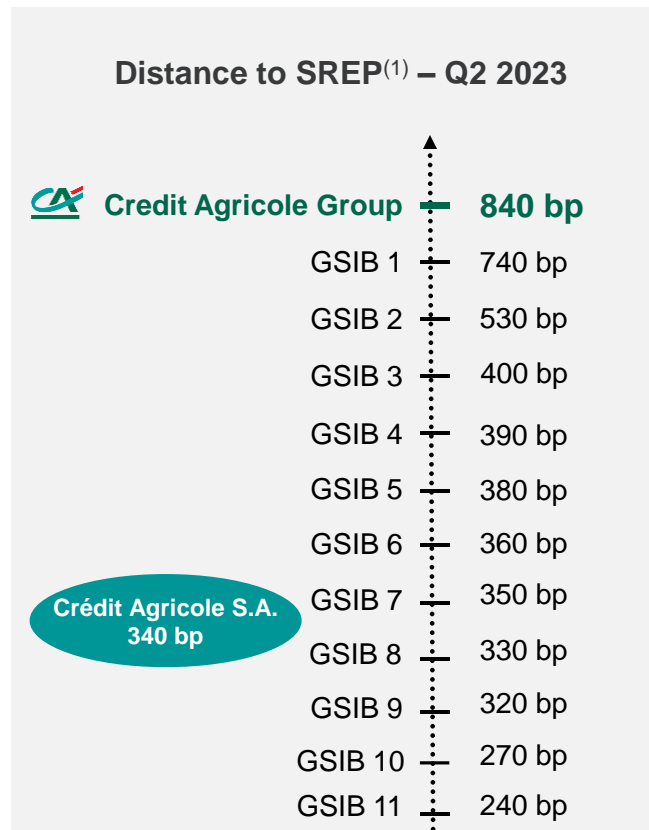 Distance to SREP(1) – Q2 2023
Credit Agricole Group 840 bp
GSIB 1 740 bp
GSIB 2 530 bp
GSIB 3 400 bp
GSIB 4 390 bp
GSIB 5 380 bp
GSIB 6 360 bp
GSIB 7 350 bp
Crédit Agricole S.A.
340 bp
GSIB 8 330 bp
GSIB 9 320 bp
GSIB 10 270 bp
GSIB 11 240 bp